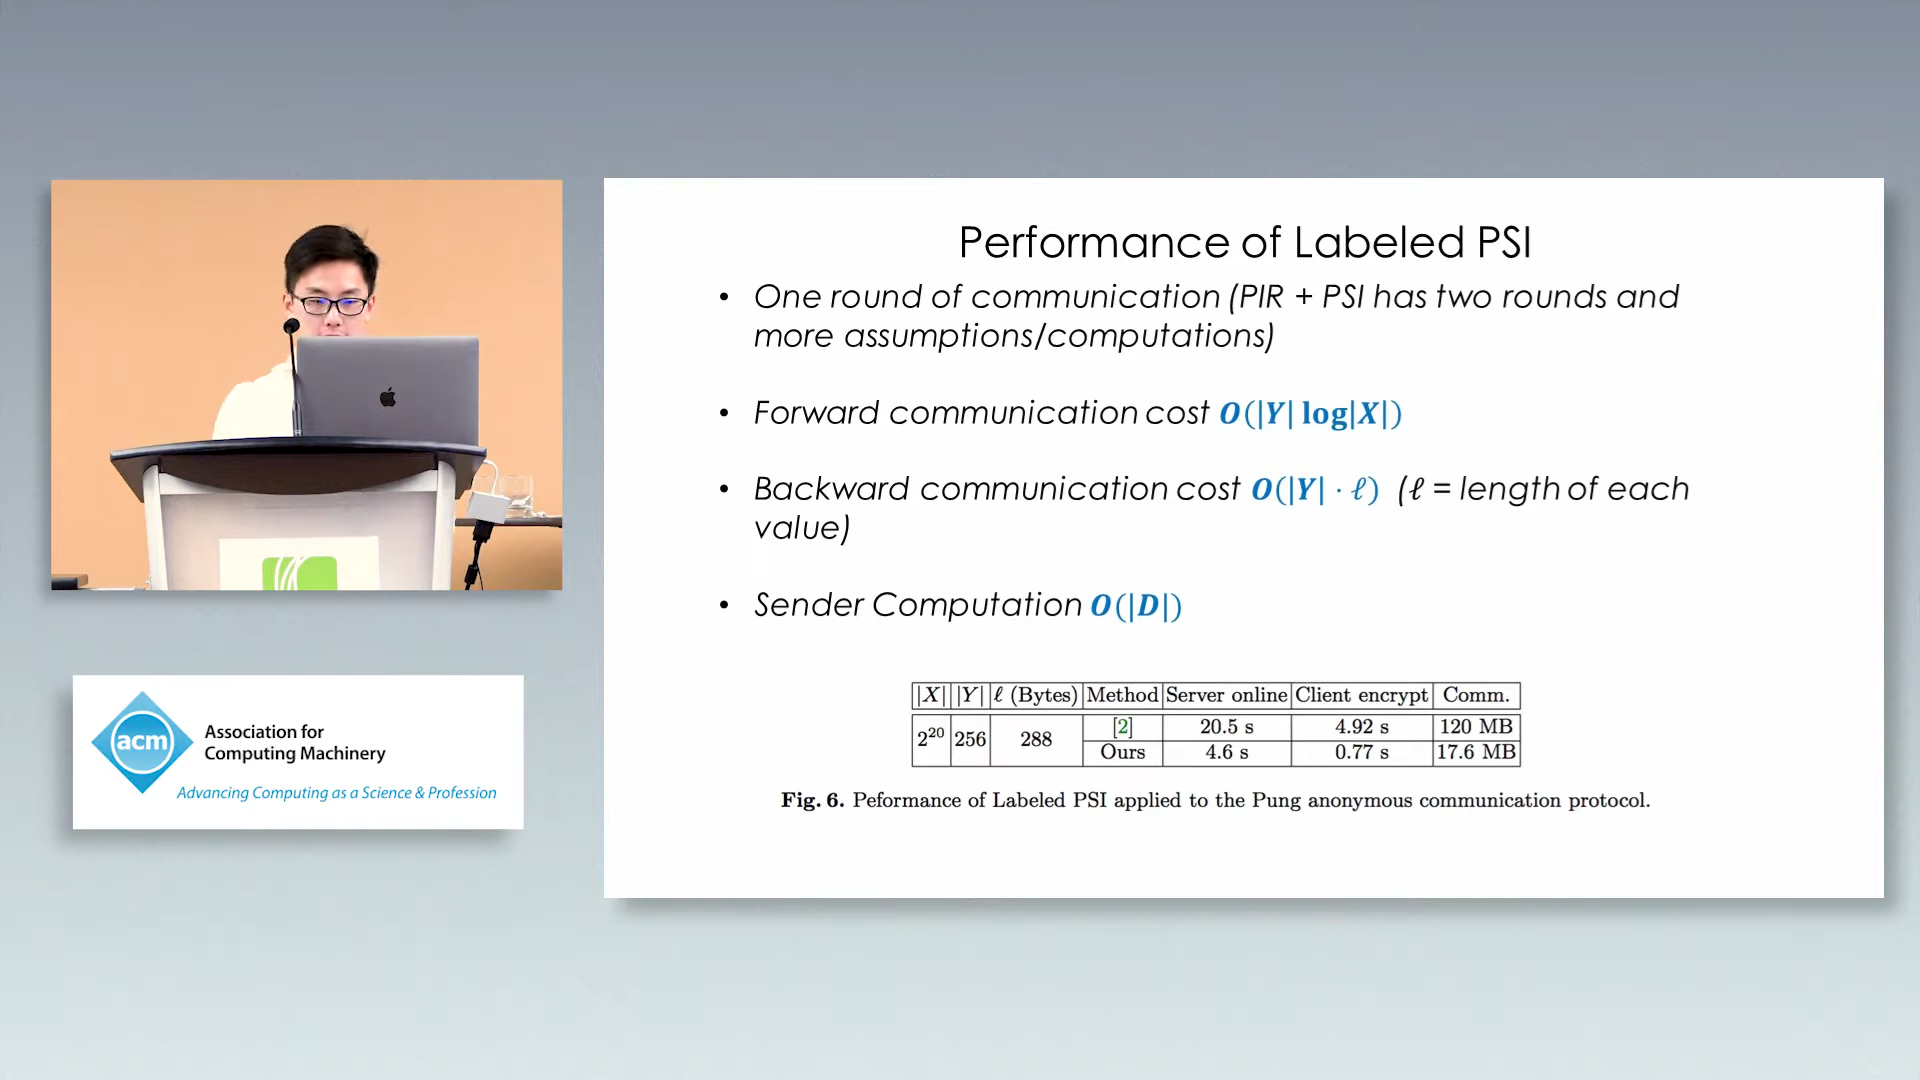 Performance of Labeled PSI
• One round of communication (PIR + PSI has two rounds and
more assumptions/computations)
• Forward communication cost O(|Y| log|X|)
• Backward communication cost O(|Y| · ℓ) (ℓ = length of each
value)
• Sender Computation O(|D|)
|X| |Y| ℓ (Bytes) Method Server online Client encrypt Comm.
2²⁰ 256 288 [2] 20.5 s 4.92 s 120 MB
Ours 4.6 s 0.77 s 17.6 MB
Fig. 6. Peformance of Labeled PSI applied to the Pung anonymous communication protocol.
acm
Association for
Computing Machinery
Advancing Computing as a Science & Profession